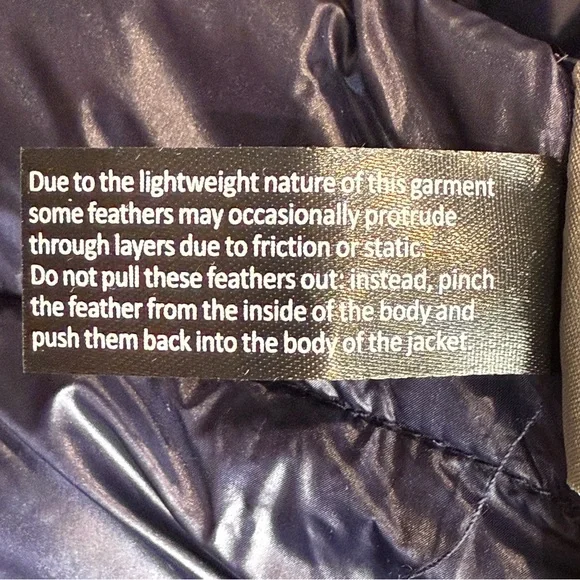 Due to the lightweight nature of this garment
some feathers may occasionally protrude
through layers due to friction or static.
Do not pull these feathers out: instead, pinch
the feather from the inside of the body and
push them back into the body of the jacket.